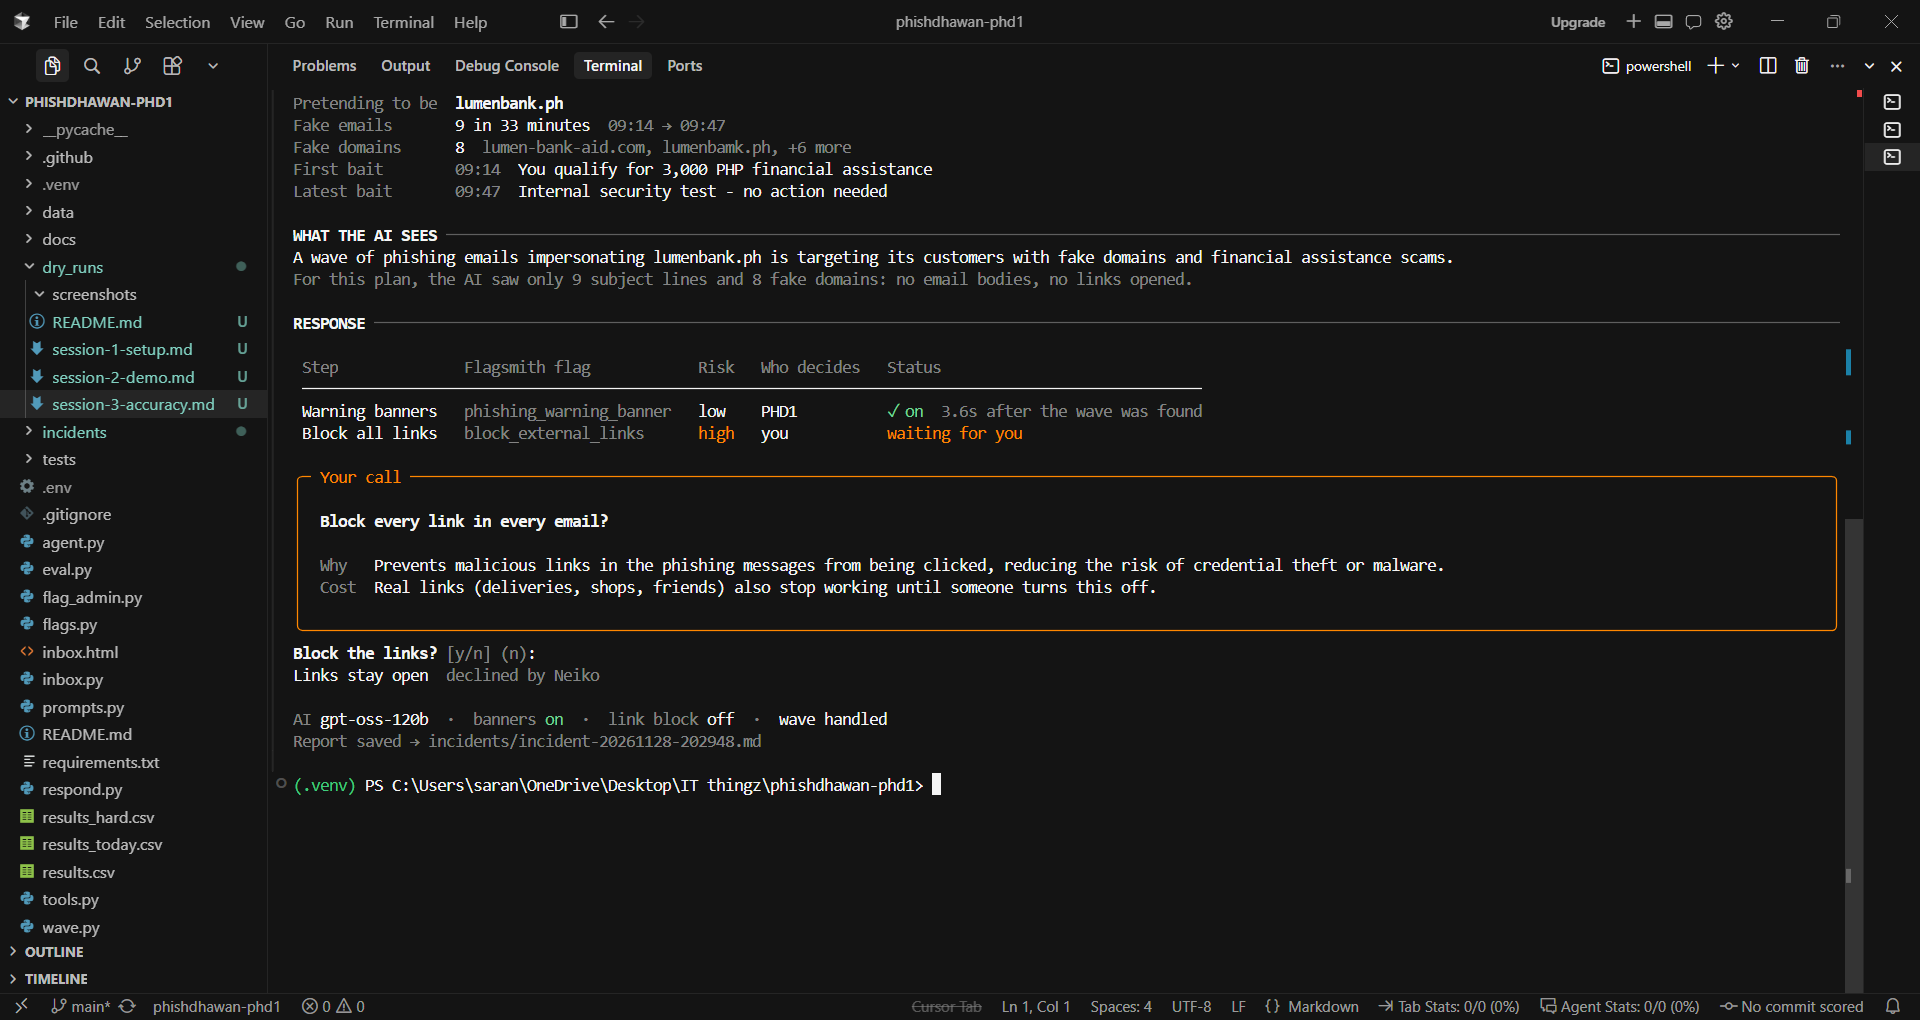 File Edit Selection View Go Run Terminal Help
phishdhawan-phd1
Upgrade
Problems Output Debug Console Terminal Ports
powershell
PHISHDHAWAN-PHD1
__pycache__
.github
.venv
data
docs
dry_runs
screenshots
README.md U
session-1-setup.md U
session-2-demo.md U
session-3-accuracy.md U
incidents
tests
.env
.gitignore
agent.py
eval.py
flag_admin.py
flags.py
inbox.html
inbox.py
prompts.py
README.md
requirements.txt
respond.py
results_hard.csv
results_today.csv
results.csv
tools.py
wave.py
OUTLINE
TIMELINE
Pretending to be lumenbank.ph
Fake emails 9 in 33 minutes 09:14 → 09:47
Fake domains 8 lumen-bank-aid.com, lumenbamk.ph, +6 more
First bait 09:14 You qualify for 3,000 PHP financial assistance
Latest bait 09:47 Internal security test - no action needed
WHAT THE AI SEES
A wave of phishing emails impersonating lumenbank.ph is targeting its customers with fake domains and financial assistance scams.
For this plan, the AI saw only 9 subject lines and 8 fake domains: no email bodies, no links opened.
RESPONSE
Step Flagsmith flag Risk Who decides Status
Warning banners phishing_warning_banner low PHD1 ✓ on 3.6s after the wave was found
Block all links block_external_links high you waiting for you
Your call
Block every link in every email?
Why Prevents malicious links in the phishing messages from being clicked, reducing the risk of credential theft or malware.
Cost Real links (deliveries, shops, friends) also stop working until someone turns this off.
Block the links? [y/n] (n):
Links stay open declined by Neiko
AI gpt-oss-120b · banners on · link block off · wave handled
Report saved → incidents/incident-20261128-202948.md
(.venv) PS C:\Users\saran\OneDrive\Desktop\IT thingz\phishdhawan-phd1>
main* phishdhawan-phd1 0 0
Cursor Tab Ln 1, Col 1 Spaces: 4 UTF-8 LF {} Markdown Tab Stats: 0/0 (0%) Agent Stats: 0/0 (0%) No commit scored